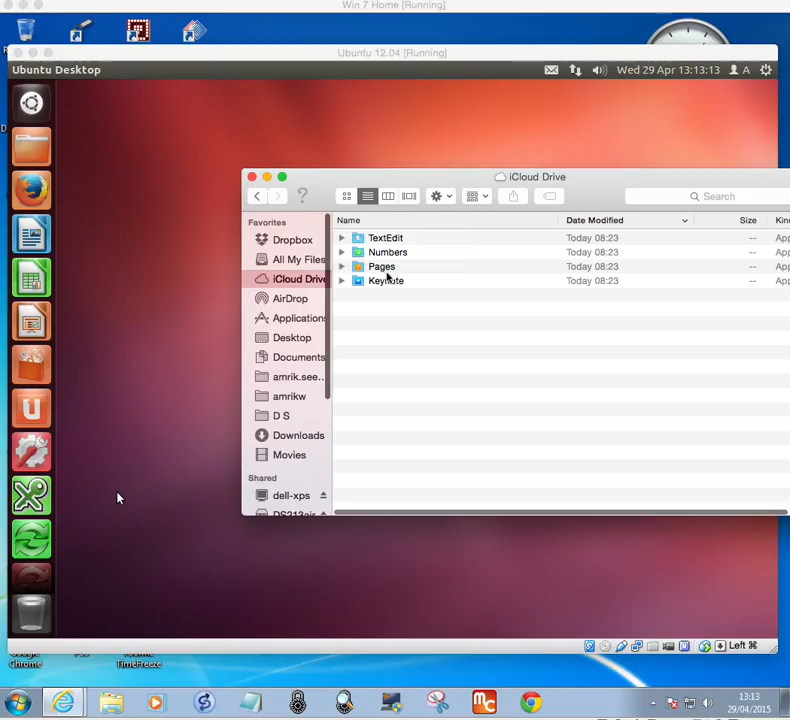 Win 7 Home [Running]
Ubuntu 12.04 [Running]
Ubuntu Desktop
Wed 29 Apr 13:13:13
A
iCloud Drive
Search
Favorites
Dropbox
All My Files
iCloud Drive
AirDrop
Applications
Desktop
Documents
amrik.see...
amrikw
D S
Downloads
Movies
Shared
dell-xps
DS213air
Name
Date Modified
Size
Kind
TextEdit
Today 08:23
--
App
Numbers
Today 08:23
--
App
Pages
Today 08:23
--
App
Keynote
Today 08:23
--
App
Left ⌘
Chrome
TimeFreeze
13:13
29/04/2015